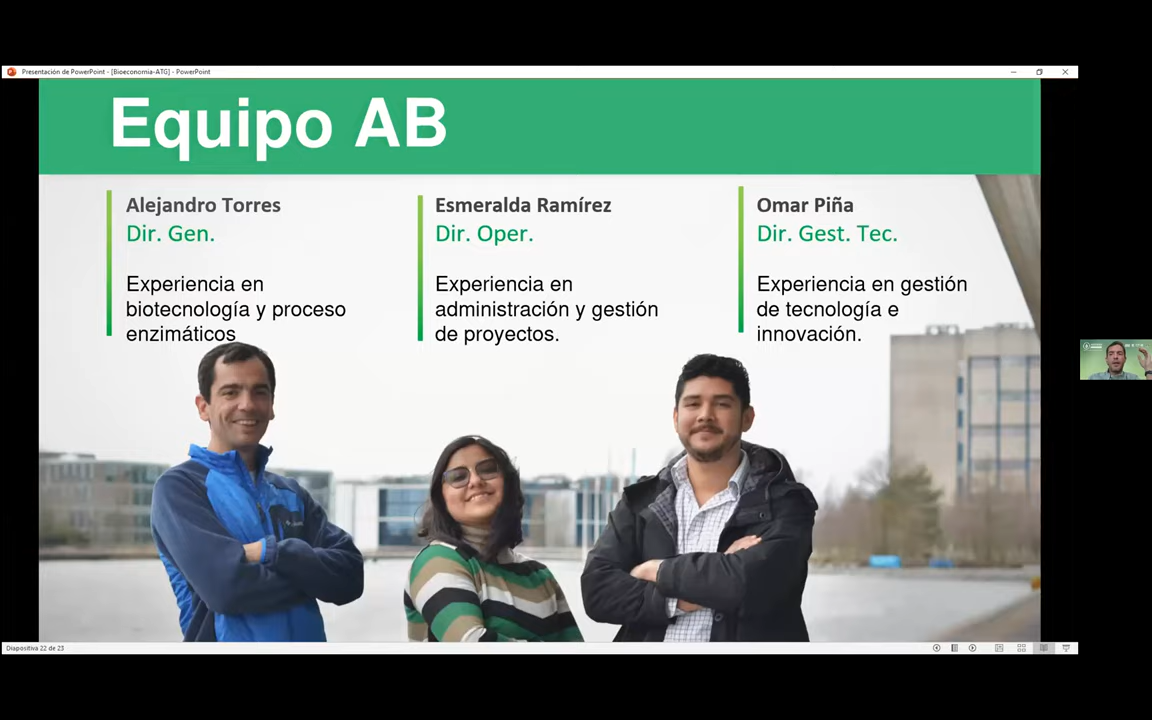 Presentación de PowerPoint - [Bioeconomia-ATG] - PowerPoint
Equipo AB
Alejandro Torres
Dir. Gen.
Experiencia en
biotecnología y proceso
enzimáticos
Esmeralda Ramírez
Dir. Oper.
Experiencia en
administración y gestión
de proyectos.
Omar Piña
Dir. Gest. Tec.
Experiencia en gestión
de tecnología e
innovación.
Diapositiva 22 de 23